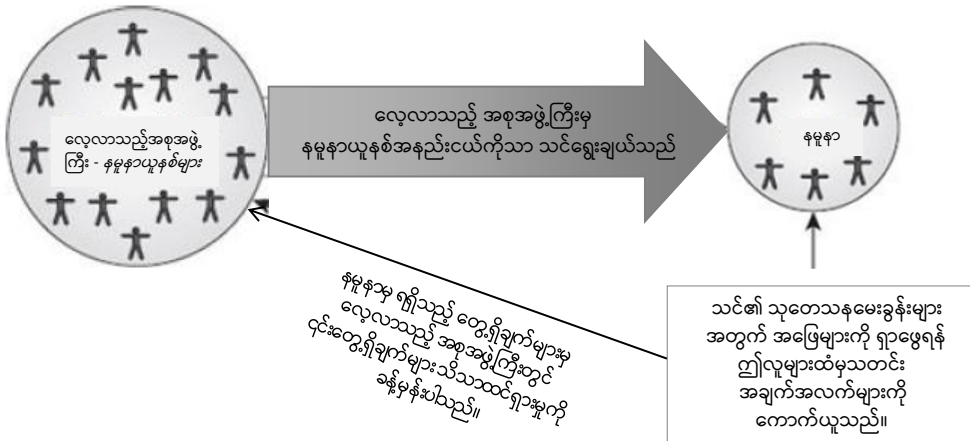 လေ့လာသည့်အစုအဖွဲ့
ကြီး - နမူနာယူနစ်များ
လေ့လာသည့် အစုအဖွဲ့ကြီးမှ
နမူနာယူနစ်အနည်းငယ်ကိုသာ သင်ရွေးချယ်သည်
နမူနာ
နမူနာမှ ရရှိသည့် တွေ့ရှိချက်များမှ
လေ့လာသည့် အစုအဖွဲ့ကြီးတွင်
၎င်းတွေ့ရှိချက်များ သိသာထင်ရှားမှုကို
ခန့်မှန်းပါသည်။
သင်၏ သုတေသနမေးခွန်းများ
အတွက် အဖြေများကို ရှာဖွေရန်
ဤလူများထံမှသတင်း
အချက်အလက်များကို
ကောက်ယူသည်။